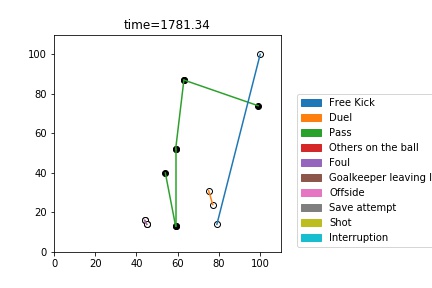 time=1781.34
100
80
60
40
20
0
0 20 40 60 80 100
Free Kick
Duel
Pass
Others on the ball
Foul
Goalkeeper leaving l
Offside
Save attempt
Shot
Interruption